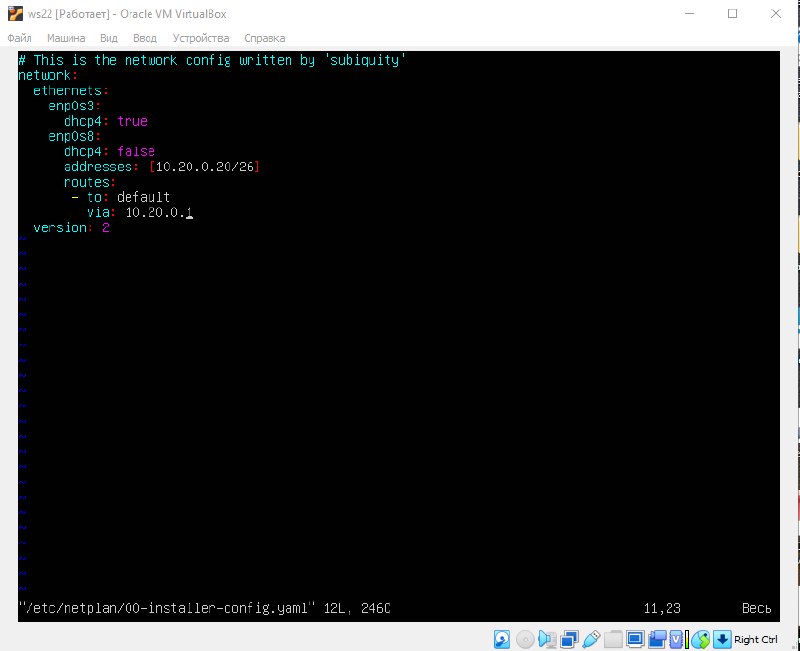 ws22 [Работает] - Oracle VM VirtualBox
Файл Машина Вид Ввод Устройства Справка
# This is the network config written by 'subiquity'
network:
  ethernets:
    enp0s3:
      dhcp4: true
    enp0s8:
      dhcp4: false
      addresses: [10.20.0.20/26]
      routes:
       - to: default
         via: 10.20.0.1
  version: 2
"/etc/netplan/00-installer-config.yaml" 12L, 246C 11,23 Весь
Right Ctrl